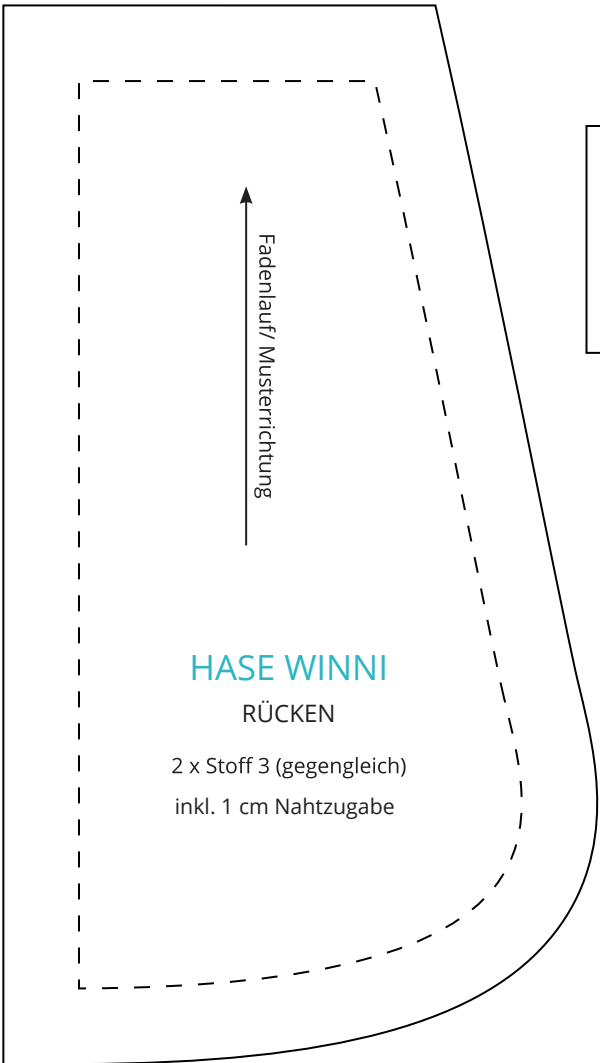 Fadenlauf/ Musterrichtung
HASE WINNI
RÜCKEN
2 x Stoff 3 (gegengleich)
inkl. 1 cm Nahtzugabe